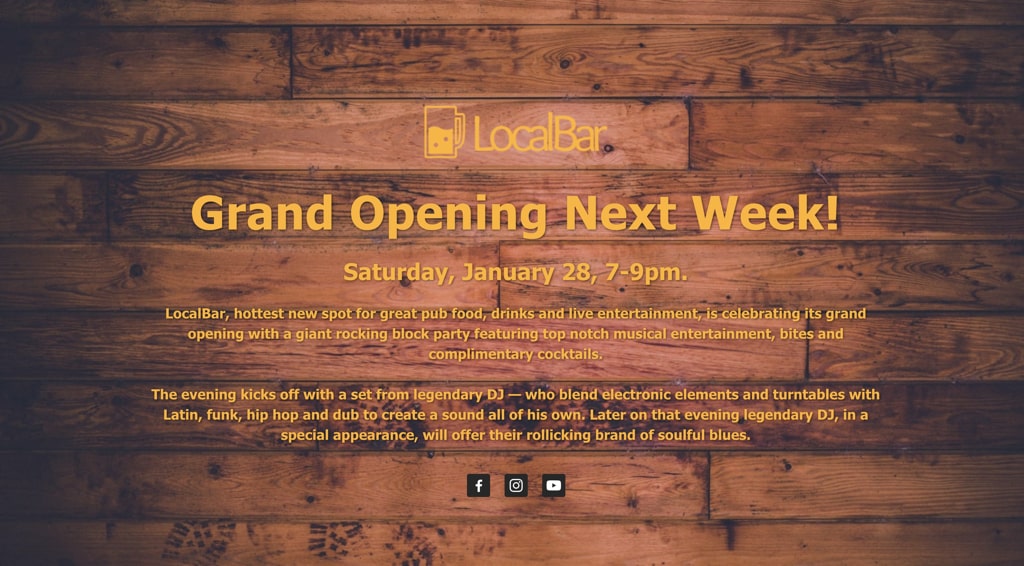 LocalBar
Grand Opening Next Week!
Saturday, January 28, 7-9pm.
LocalBar, hottest new spot for great pub food, drinks and live entertainment, is celebrating its grand
opening with a giant rocking block party featuring top notch musical entertainment, bites and
complimentary cocktails.
The evening kicks off with a set from legendary DJ — who blend electronic elements and turntables with
Latin, funk, hip hop and dub to create a sound all of his own. Later on that evening legendary DJ, in a
special appearance, will offer their rollicking brand of soulful blues.